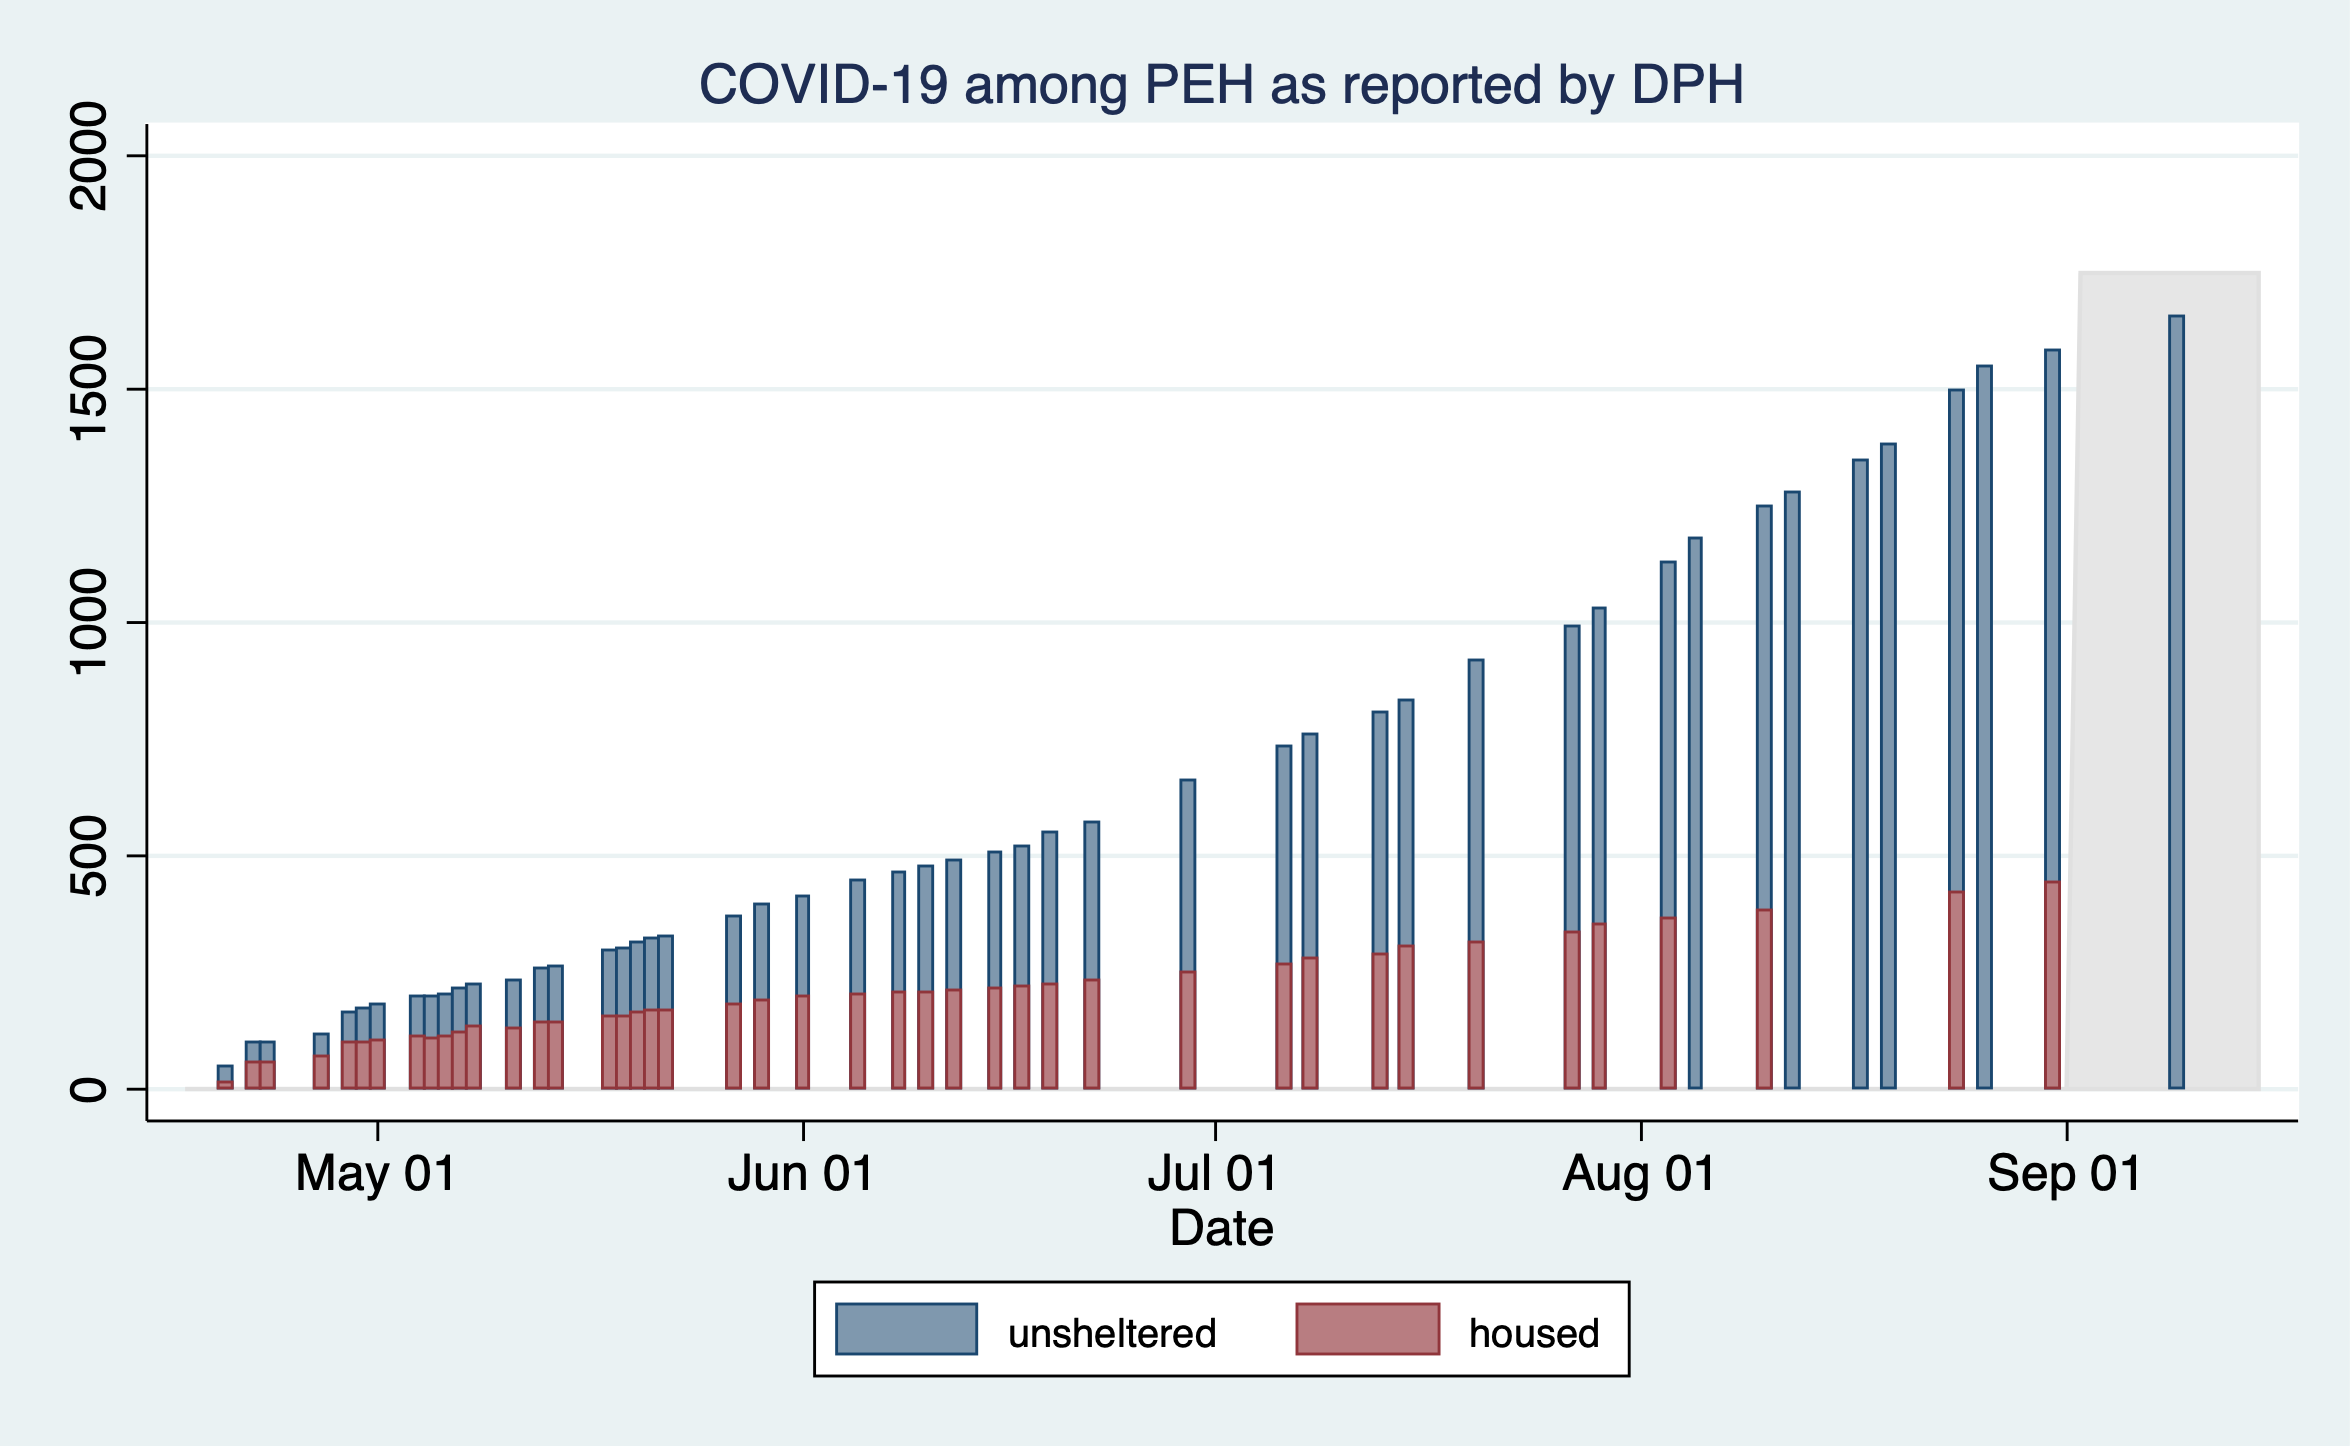 COVID-19 among PEH as reported by DPH
2000
1500
1000
500
0
May 01 Jun 01 Jul 01 Aug 01 Sep 01
Date
unsheltered housed